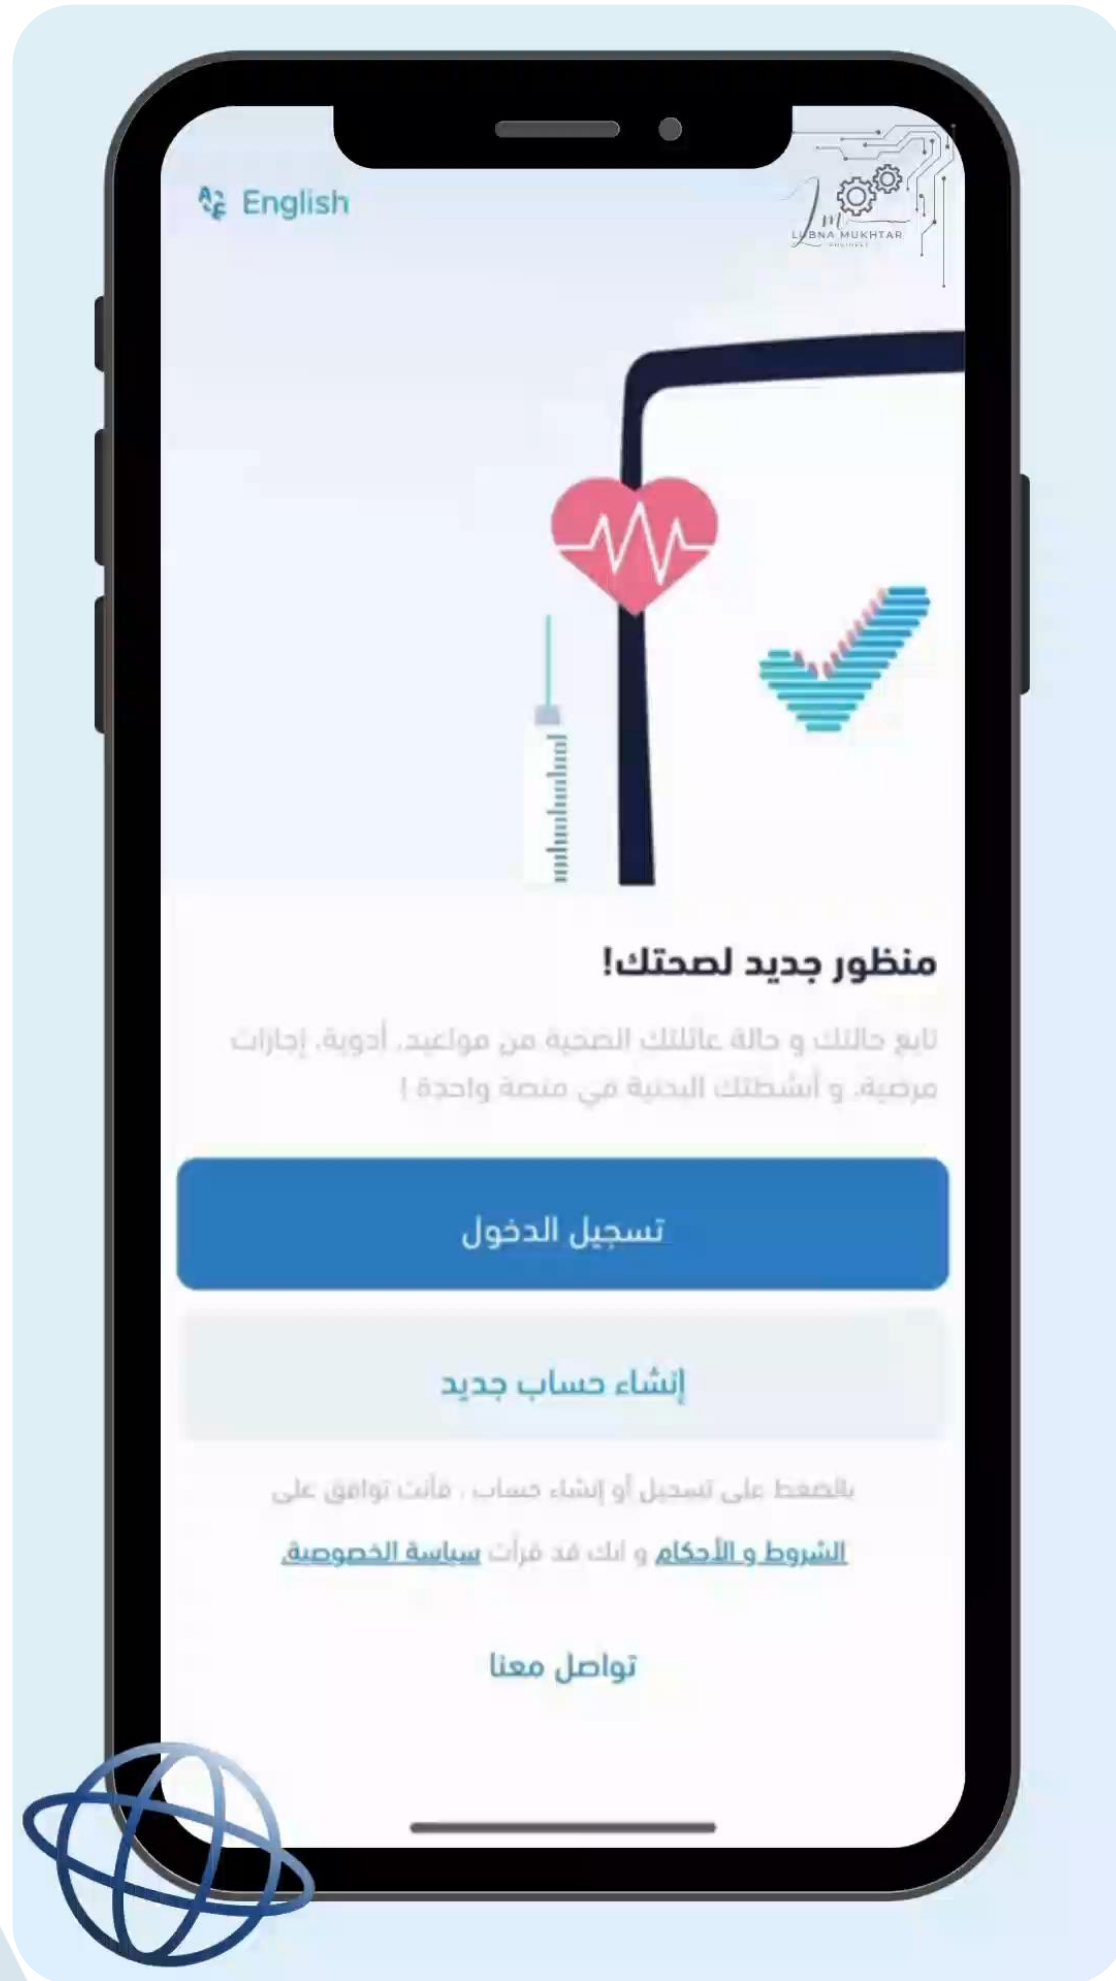 English
Lm
LUBNA MUKHTAR
ENGINEER
منظور جديد لصحتك!
تابع حالتك و حالة عائلتك الصحية من مواعيد، أدوية، إجازات
مرضية، و أنشطتك البدنية في منصة واحدة !
تسجيل الدخول
إنشاء حساب جديد
بالضغط على تسجيل أو إنشاء حساب ، فأنت توافق على
الشروط و الأحكام و انك قد قرأت سياسة الخصوصية.
تواصل معنا